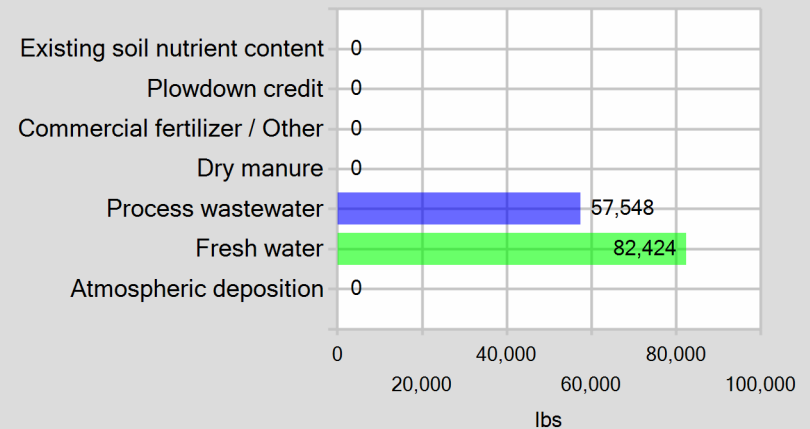 Existing soil nutrient content 0
Plowdown credit 0
Commercial fertilizer / Other 0
Dry manure 0
Process wastewater 57,548
Fresh water 82,424
Atmospheric deposition 0
0 40,000 80,000
20,000 60,000 100,000
lbs